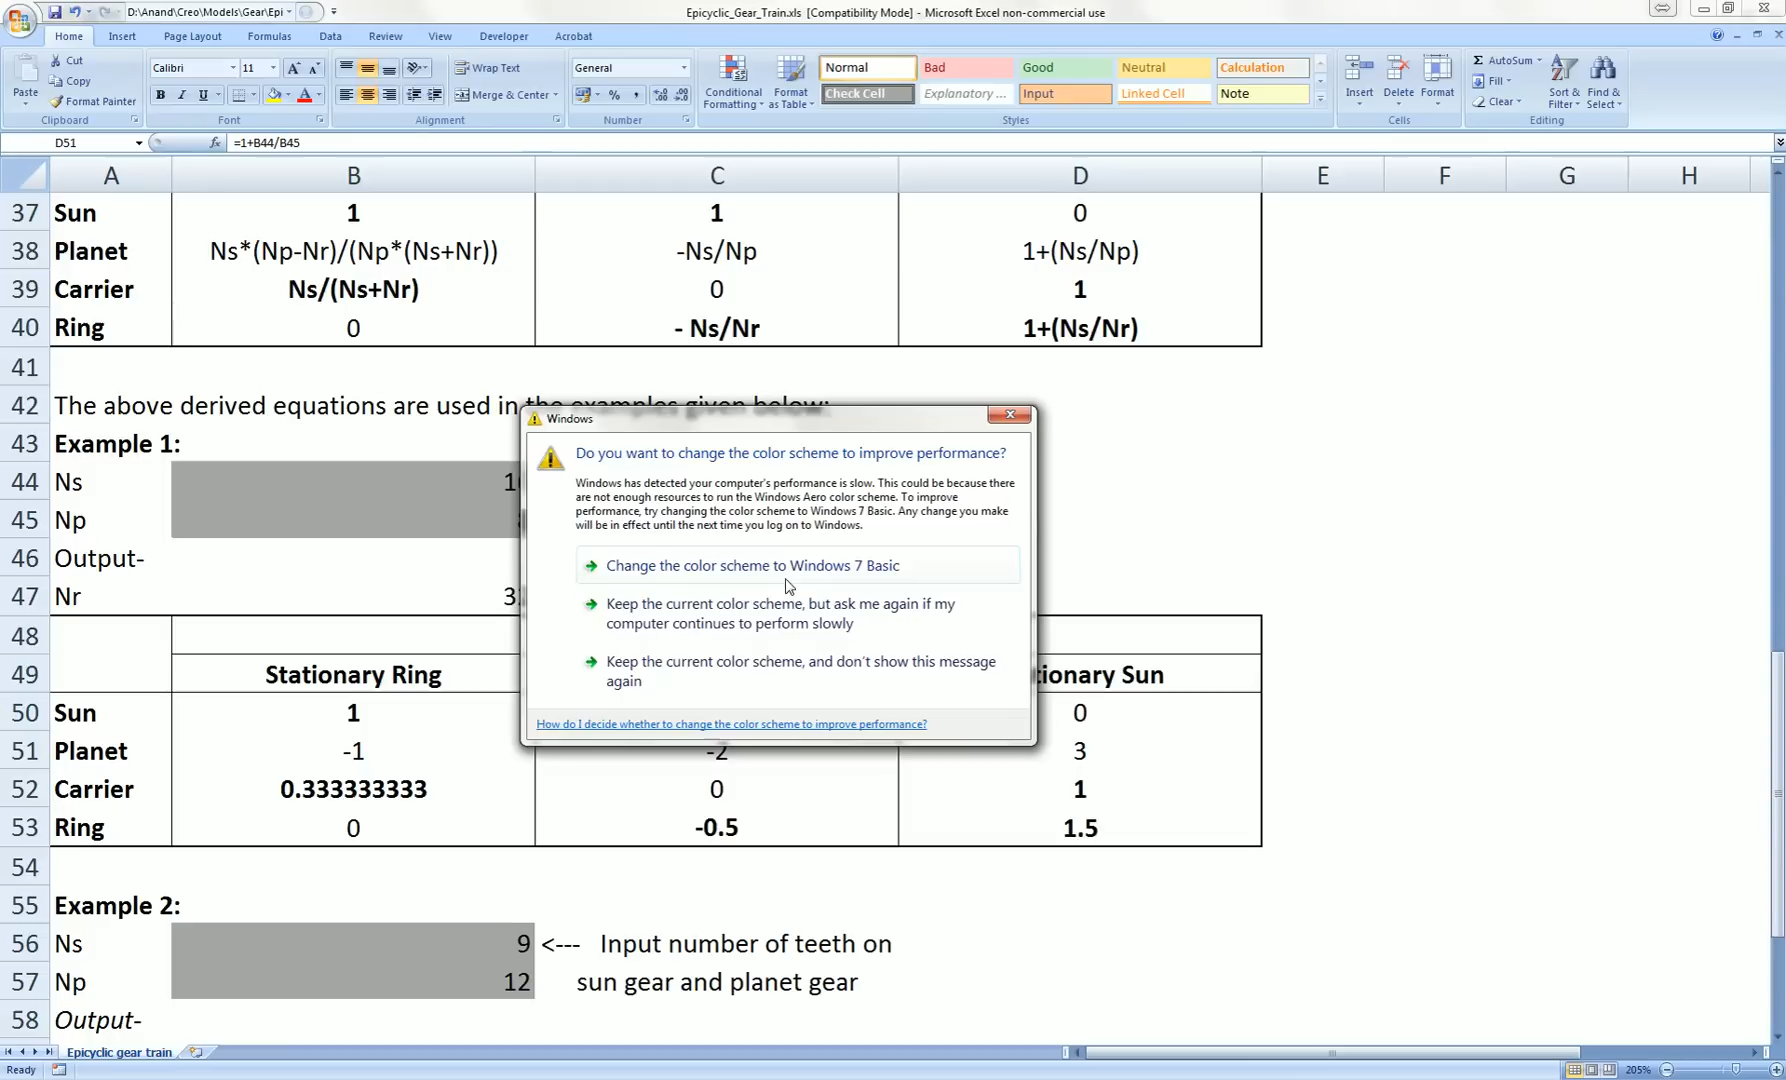 D:\Anand\Creo\Models\Gear\Epi
Epicyclic_Gear_Train.xls [Compatibility Mode] - Microsoft Excel non-commercial use
Home Insert Page Layout Formulas Data Review View Developer Acrobat
Paste
Cut
Copy
Format Painter
Clipboard
Calibri 11
B I U
Font
Wrap Text
Merge & Center
Alignment
General
%
Number
Conditional Formatting
Format as Table
Normal Bad Good Neutral Calculation
Check Cell Explanatory ... Input Linked Cell Note
Styles
Insert Delete Format
Cells
AutoSum
Fill
Clear
Sort & Filter
Find & Select
Editing
D51 fx =1+B44/B45
A B C D E F G H
37 Sun 1 1 0
38 Planet Ns*(Np-Nr)/(Np*(Ns+Nr)) -Ns/Np 1+(Ns/Np)
39 Carrier Ns/(Ns+Nr) 0 1
40 Ring 0 - Ns/Nr 1+(Ns/Nr)
41
42 The above derived equations are used in the examples given below:
43 Example 1:
44 Ns
45 Np
46 Output-
47 Nr
48
49 Stationary Ring tionary Sun
50 Sun 1 0
51 Planet -1 -2 3
52 Carrier 0.333333333 0 1
53 Ring 0 -0.5 1.5
54
55 Example 2:
56 Ns 9 <--- Input number of teeth on
57 Np 12 sun gear and planet gear
58 Output-
Windows
Do you want to change the color scheme to improve performance?
Windows has detected your computer's performance is slow. This could be because there
are not enough resources to run the Windows Aero color scheme. To improve
performance, try changing the color scheme to Windows 7 Basic. Any change you make
will be in effect until the next time you log on to Windows.
Change the color scheme to Windows 7 Basic
Keep the current color scheme, but ask me again if my
computer continues to perform slowly
Keep the current color scheme, and don't show this message
again
How do I decide whether to change the color scheme to improve performance?
Epicyclic gear train
Ready 205%